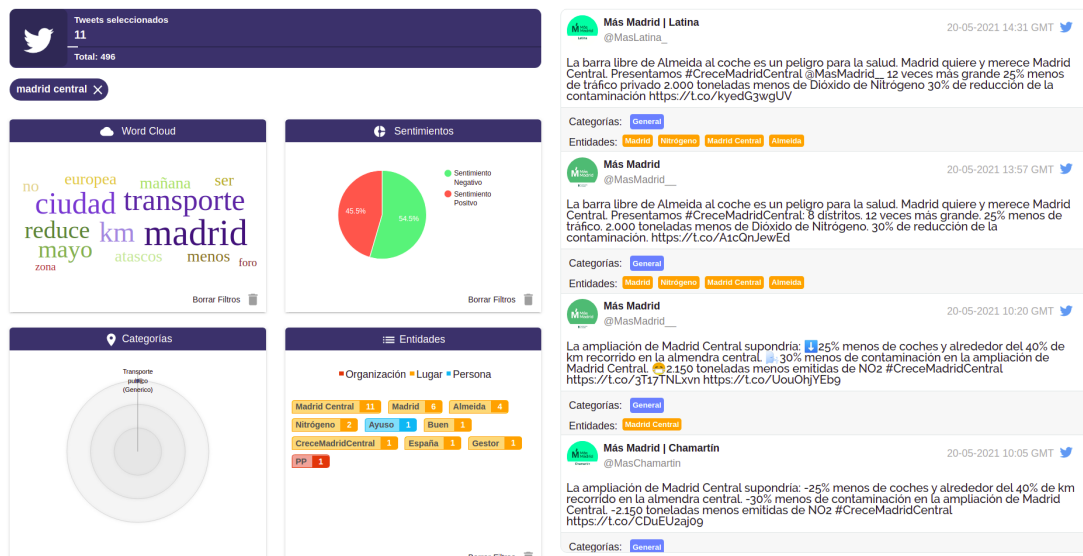 Tweets seleccionados
11
Total: 496
madrid central
Word Cloud
no europea mañana ser
ciudad transporte
reduce km madrid
mayo atascos menos foro
zona
Borrar Filtros
Sentimientos
Sentimiento
Negativo
Sentimiento
Positvo
45.5%
54.5%
Borrar Filtros
Categorías
Transporte
(Generico)
Entidades
Organización Lugar Persona
Madrid Central 11 Madrid 6 Almeida 4
Nitrógeno 2 Ayuso 1 Buen 1
CreceMadridCentral 1 España 1 Gestor 1
PP 1
Borrar Filtros
Más Madrid | Latina
@MasLatina_
20-05-2021 14:31 GMT
La barra libre de Almeida al coche es un peligro para la salud. Madrid quiere y merece Madrid
Central. Presentamos #CreceMadridCentral @MasMadrid__ 12 veces más grande 25% menos
de tráfico privado 2.000 toneladas menos de Dióxido de Nitrógeno 30% de reducción de la
contaminación https://t.co/kyedG3wgUV
Categorías: General
Entidades: Madrid Nitrógeno Madrid Central Almeida
Más Madrid
@MasMadrid__
20-05-2021 13:57 GMT
La barra libre de Almeida al coche es un peligro para la salud. Madrid quiere y merece Madrid
Central. Presentamos #CreceMadridCentral: 8 distritos. 12 veces más grande. 25% menos de
tráfico. 2.000 toneladas menos de Dióxido de Nitrógeno. 30% de reducción de la
contaminación. https://t.co/A1cQnJewEd
Categorías: General
Entidades: Madrid Nitrógeno Madrid Central Almeida
Más Madrid
@MasMadrid__
20-05-2021 10:20 GMT
La ampliación de Madrid Central supondría: ⬇️25% menos de coches y alrededor del 40% de
km recorrido en la almendra central. 🌬️30% menos de contaminación en la ampliación de
Madrid Central. 😷2.150 toneladas menos emitidas de NO2 #CreceMadridCentral
https://t.co/3T17TNLxvn https://t.co/UouOhjYEb9
Categorías: General
Entidades: Madrid Central
Más Madrid | Chamartín
@MasChamartin
20-05-2021 10:05 GMT
La ampliación de Madrid Central supondría: -25% menos de coches y alrededor del 40% de km
recorrido en la almendra central. -30% menos de contaminación en la ampliación de Madrid
Central. -2.150 toneladas menos emitidas de NO2 #CreceMadridCentral
https://t.co/CDuEU2aj09
Categorías: General